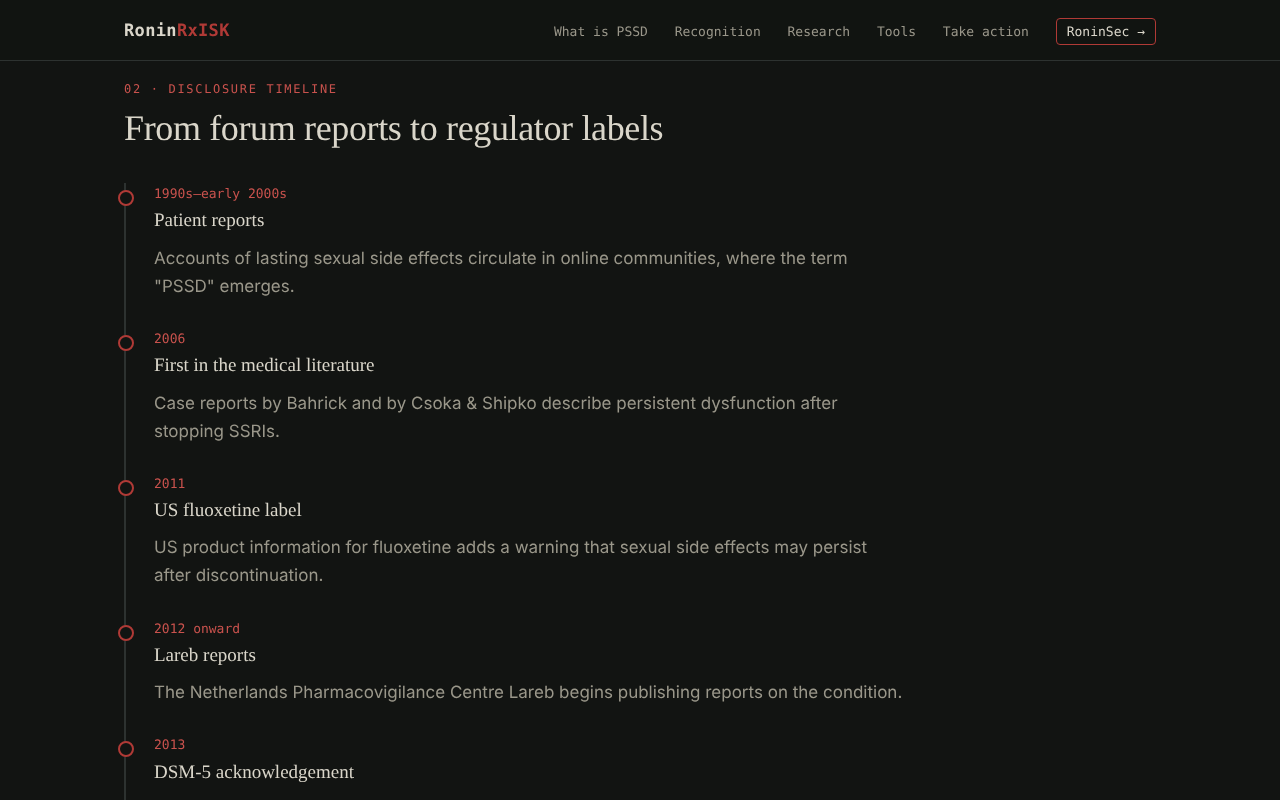 RoninRxISK
What is PSSD
Recognition
Research
Tools
Take action
RoninSec →
02 · DISCLOSURE TIMELINE
From forum reports to regulator labels
1990s—early 2000s
Patient reports
Accounts of lasting sexual side effects circulate in online communities, where the term
"PSSD" emerges.
2006
First in the medical literature
Case reports by Bahrick and by Csoka & Shipko describe persistent dysfunction after
stopping SSRIs.
2011
US fluoxetine label
US product information for fluoxetine adds a warning that sexual side effects may persist
after discontinuation.
2012 onward
Lareb reports
The Netherlands Pharmacovigilance Centre Lareb begins publishing reports on the condition.
2013
DSM-5 acknowledgement